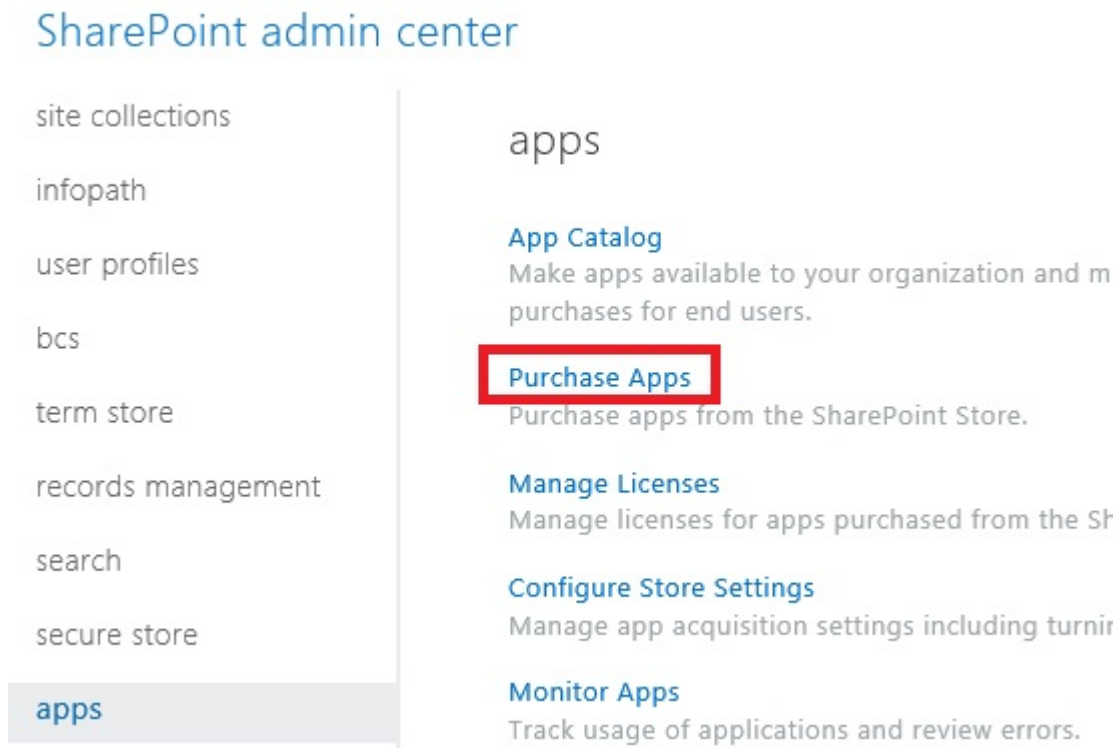 SharePoint admin center
site collections
infopath
user profiles
bcs
term store
records management
search
secure store
apps
apps
App Catalog
Make apps available to your organization and
purchases for end users.
Purchase Apps
Purchase apps from the SharePoint Store.
Manage Licenses
Manage licenses for apps purchased from the
Configure Store Settings
Manage app acquisition settings including
Monitor Apps
Track usage of applications and review errors.